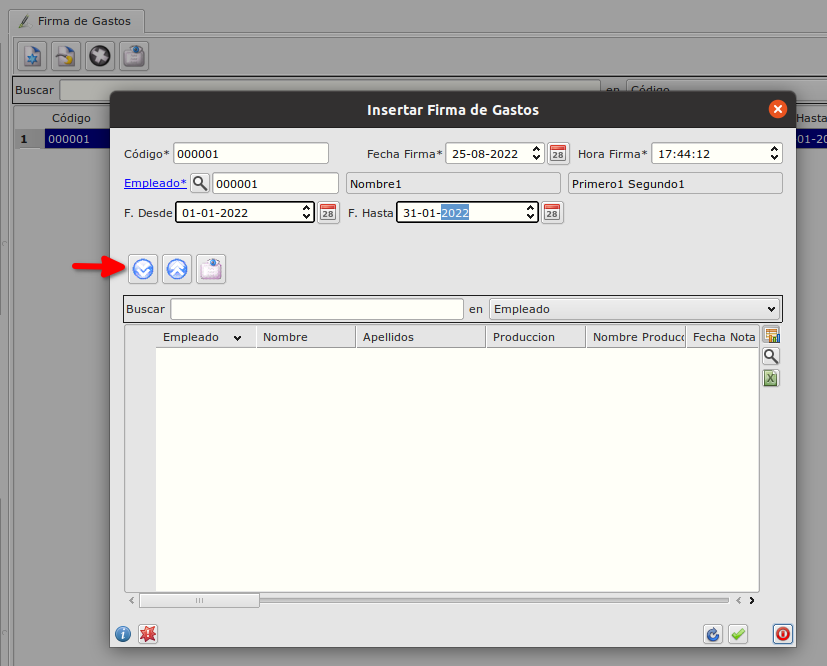 Firma de Gastos
Buscar en Código
Código Hasta
1 000001 01-20
Insertar Firma de Gastos
Código* 000001 Fecha Firma* 25-08-2022 28 Hora Firma* 17:44:12
Empleado* 000001 Nombre1 Primero1 Segundo1
F. Desde 01-01-2022 28 F. Hasta 31-01-2022 28
Buscar en Empleado
Empleado Nombre Apellidos Produccion Nombre Produc Fecha Nota